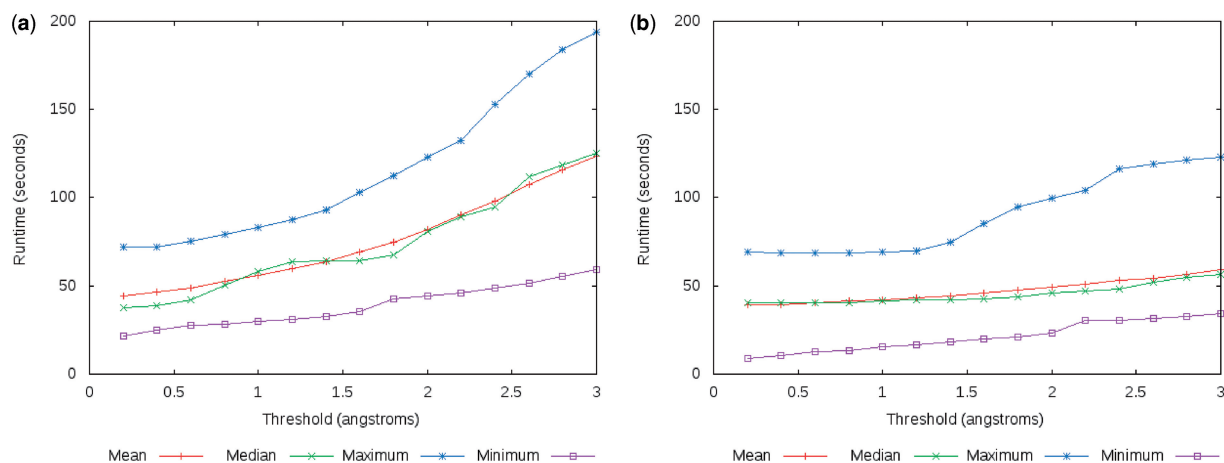 (a)
200
150
100
50
0
Runtime (seconds)
0 0.5 1 1.5 2 2.5 3
Threshold (angstroms)
Mean Median Maximum Minimum
(b)
200
150
100
50
0
Runtime (seconds)
0 0.5 1 1.5 2 2.5 3
Threshold (angstroms)
Mean Median Maximum Minimum